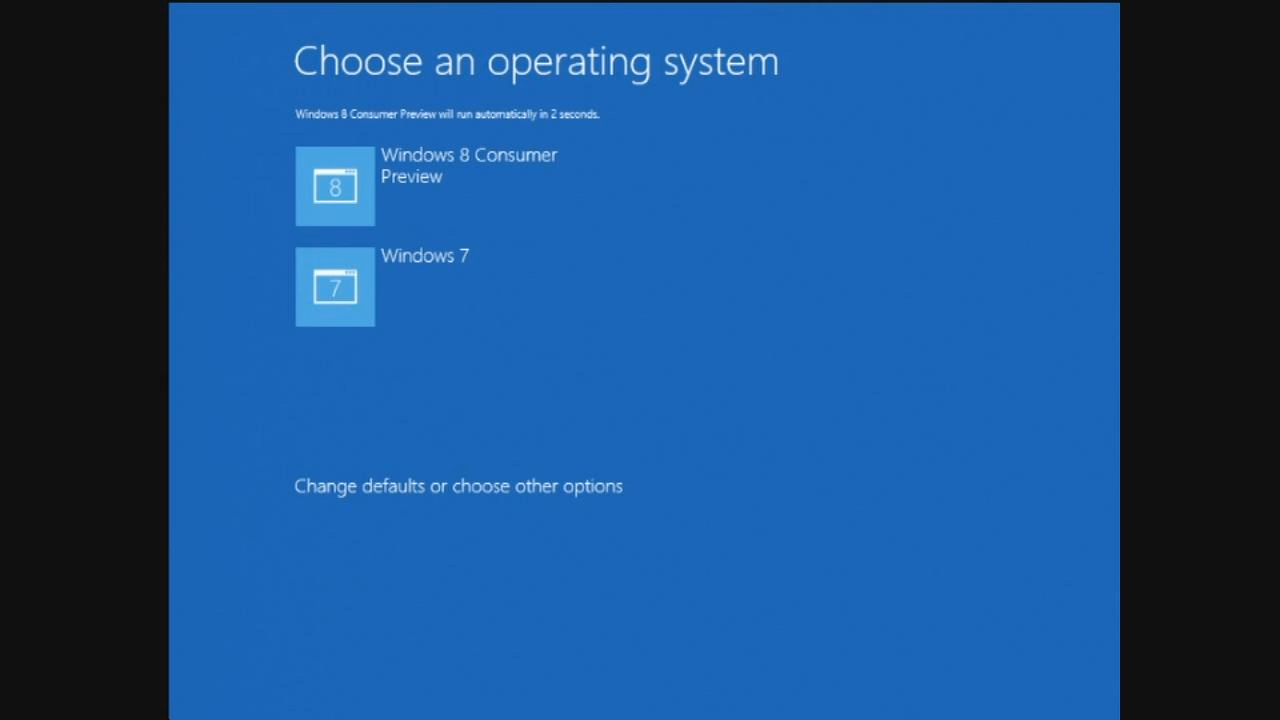 Choose an operating system
Windows 8 Consumer Preview will run automatically in 2 seconds.
8
Windows 8 Consumer
Preview
7
Windows 7
Change defaults or choose other options